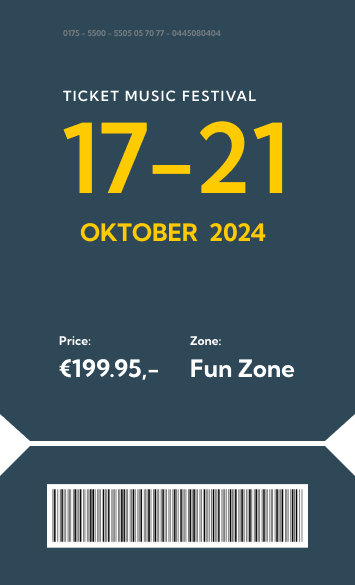 0175 - 5500 - 5505 05 70 77 - 0445080404
TICKET MUSIC FESTIVAL
17–21
OKTOBER 2024
Price: Zone:
€199.95,- Fun Zone